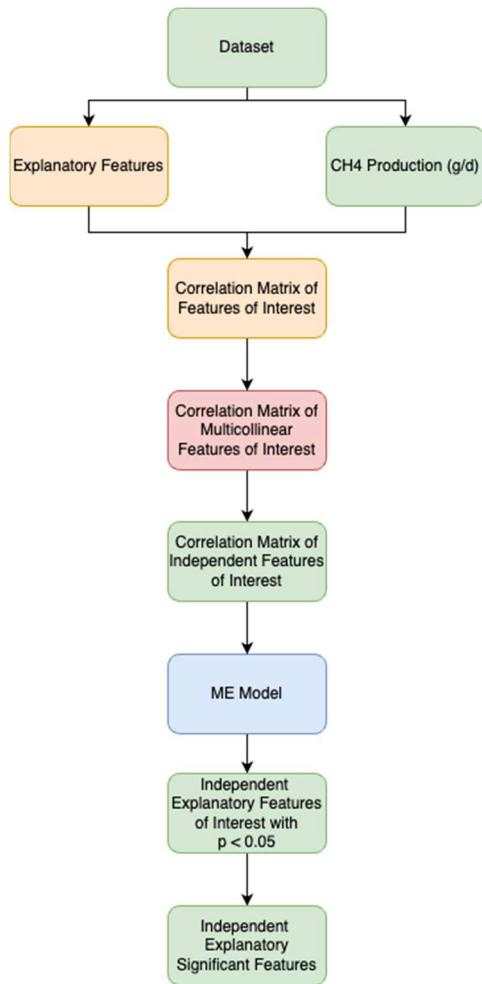 Dataset
Explanatory Features
CH4 Production (g/d)
Correlation Matrix of
Features of Interest
Correlation Matrix of
Multicollinear
Features of Interest
Correlation Matrix of
Independent Features
of Interest
ME Model
Independent
Explanatory Features
of Interest with
p < 0.05
Independent
Explanatory
Significant Features